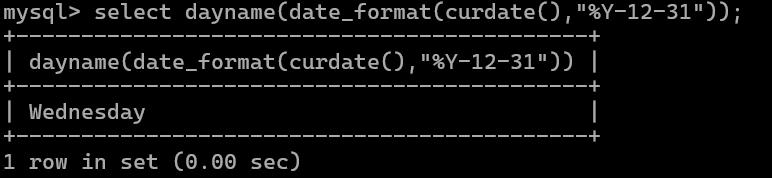 mysql> select dayname(date_format(curdate(),"%Y-12-31"));
+--------------------------------------------+
| dayname(date_format(curdate(),"%Y-12-31")) |
+--------------------------------------------+
| Wednesday                                  |
+--------------------------------------------+
1 row in set (0.00 sec)